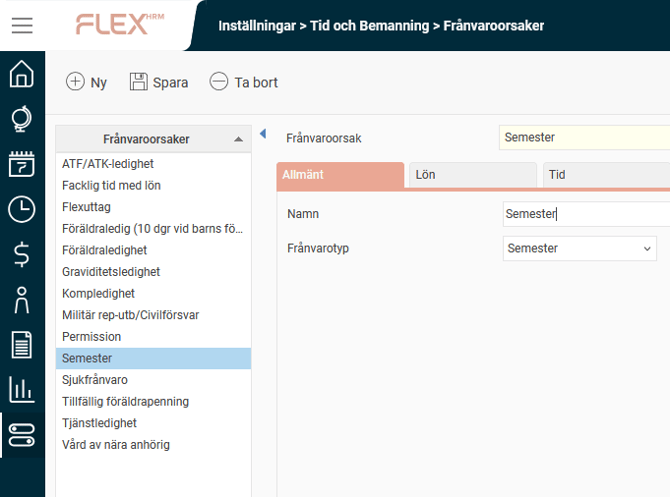 FLEX HRM
Inställningar > Tid och Bemanning > Frånvaroorsaker
Ny Spara Ta bort
Frånvaroorsaker
ATF/ATK-ledighet
Facklig tid med lön
Flexuttag
Föräldraledig (10 dgr vid barns fö...
Föräldraledighet
Graviditetsledighet
Kompledighet
Militär rep-utb/Civilförsvar
Permission
Semester
Sjukfrånvaro
Tillfällig föräldrapenning
Tjänstledighet
Vård av nära anhörig
Frånvaroorsak Semester
Allmänt Lön Tid
Namn Semester
Frånvarotyp Semester
7